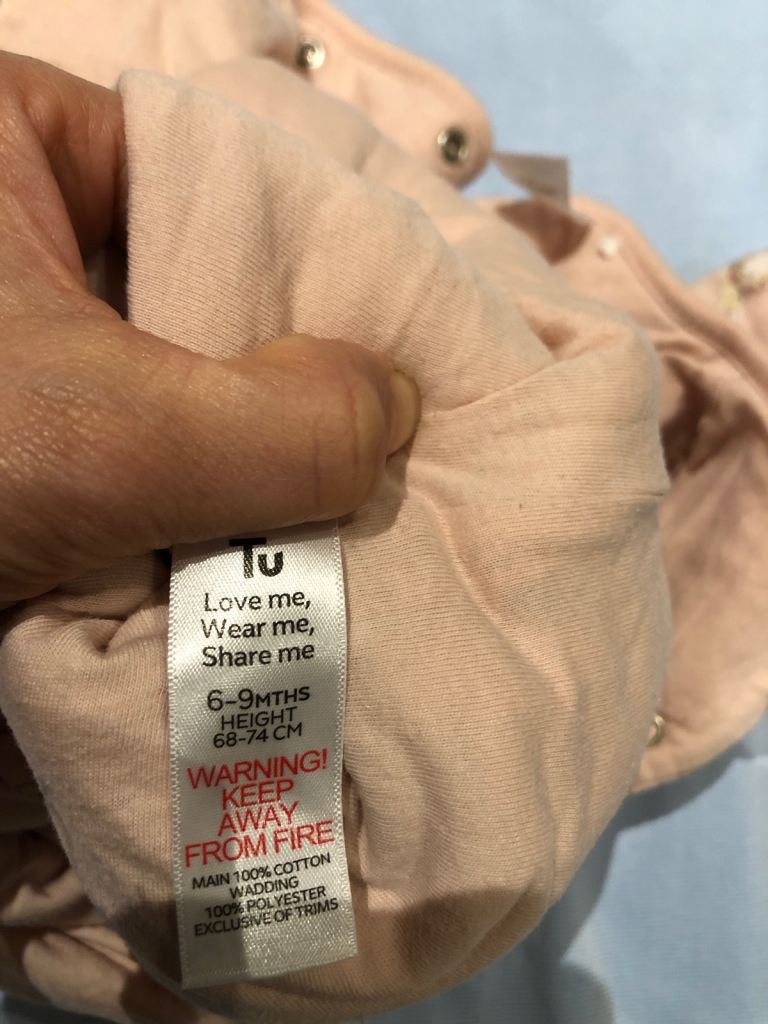 Tu
Love me,
Wear me,
Share me
6-9MTHS
HEIGHT
68-74 CM
WARNING!
KEEP
AWAY
FROM FIRE
MAIN 100% COTTON
WADDING
100% POLYESTER
EXCLUSIVE OF TRIMS